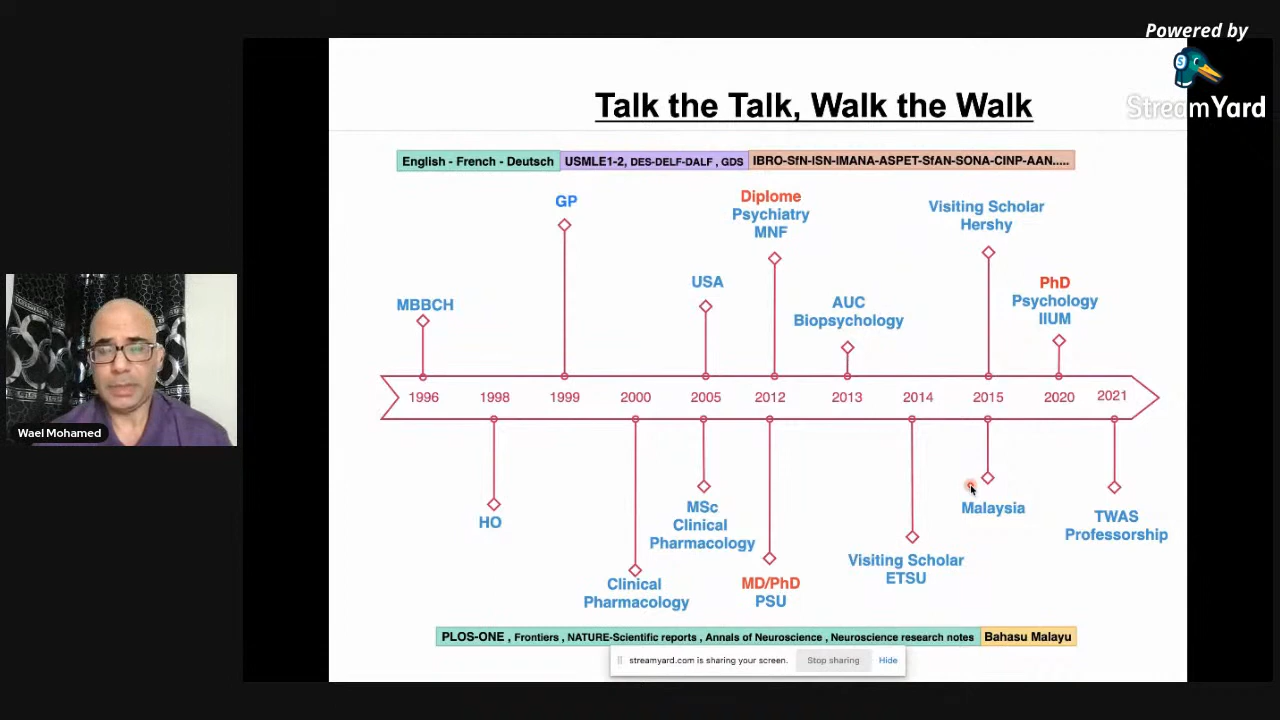 Powered by
StreamYard
Talk the Talk, Walk the Walk
English - French - Deutsch
USMLE1-2, DES-DELF-DALF , GDS
IBRO-SfN-ISN-IMANA-ASPET-SfAN-SONA-CINP-AAN.....
GP
Diplome
Psychiatry
MNF
Visiting Scholar
Hershy
USA
PhD
Psychology
IIUM
MBBCH
AUC
Biopsychology
1996
1998
1999
2000
2005
2012
2013
2014
2015
2020
2021
HO
MSc
Clinical
Pharmacology
Malaysia
TWAS
Professorship
Visiting Scholar
ETSU
Clinical
Pharmacology
MD/PhD
PSU
Wael Mohamed
PLOS-ONE , Frontiers , NATURE-Scientific reports , Annals of Neuroscience , Neuroscience research notes
Bahasu Malayu
streamyard.com is sharing your screen.
Stop sharing
Hide